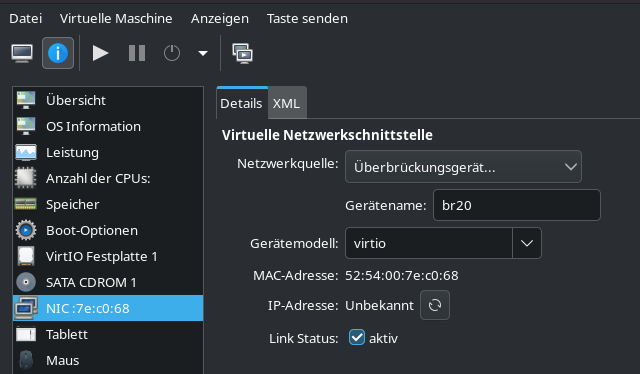 Datei Virtuelle Maschine Anzeigen Taste senden
Übersicht
OS Information
Leistung
Anzahl der CPUs:
Speicher
Boot-Optionen
VirtIO Festplatte 1
SATA CDROM 1
NIC :7e:c0:68
Tablett
Maus
Details XML
Virtuelle Netzwerkschnittstelle
Netzwerkquelle: Überbrückungsgerät...
Gerätename: br20
Gerätemodell: virtio
MAC-Adresse: 52:54:00:7e:c0:68
IP-Adresse: Unbekannt
Link Status: aktiv